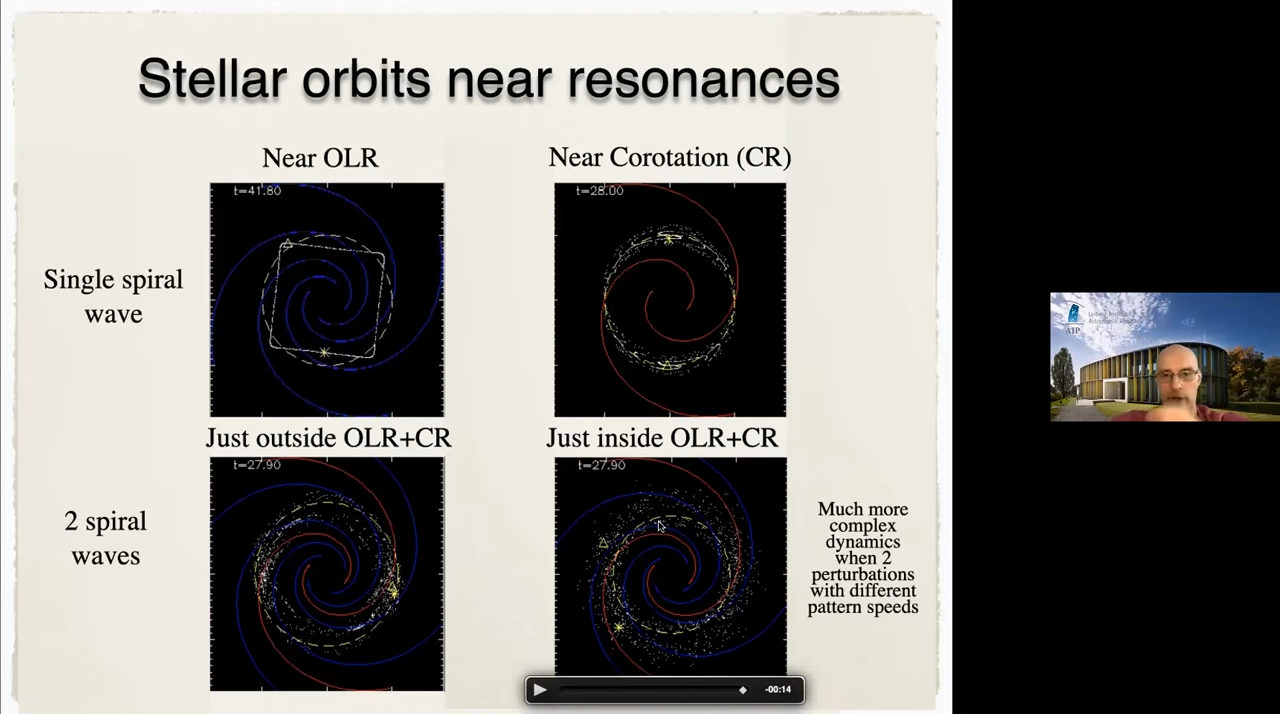 Stellar orbits near resonances
Near OLR
Near Corotation (CR)
t=41.80
t=28.00
Single spiral
wave
Just outside OLR+CR
Just inside OLR+CR
t=27.90
t=27.90
2 spiral
waves
Much more
complex
dynamics
when 2
perturbations
with different
pattern speeds
-00:14
AIP